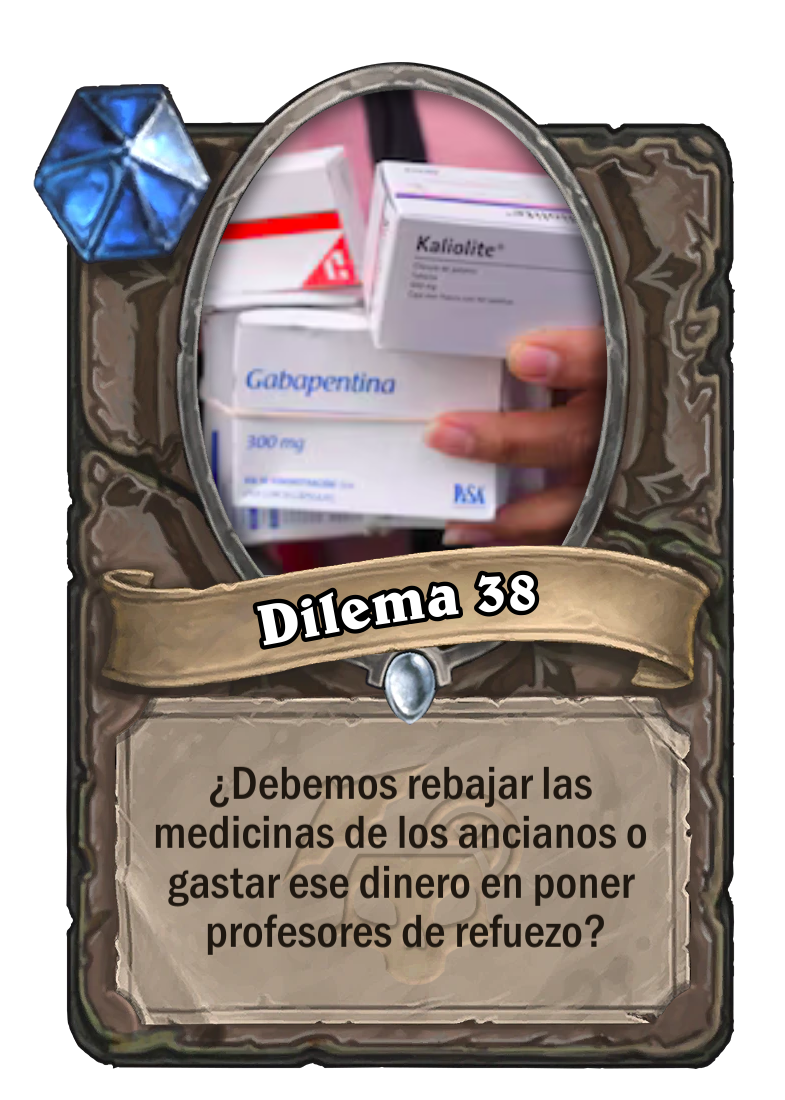 Kaliolite®
Gabapentina
300 mg
PiSA
Dilema 38
¿Debemos rebajar las
medicinas de los ancianos o
gastar ese dinero en poner
profesores de refuezo?